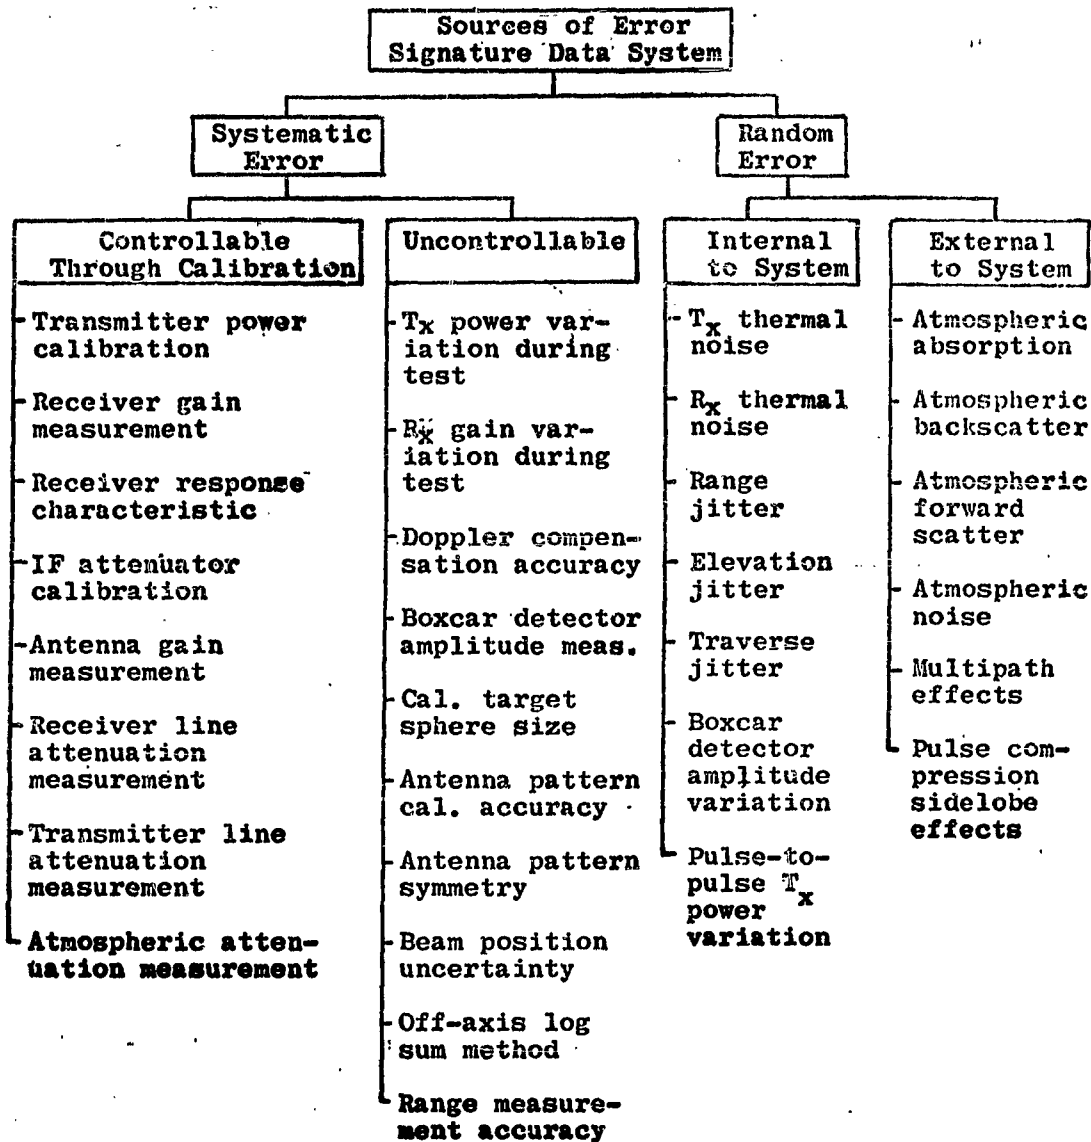 Sources of Error
Signature Data System
Systematic
Error
Random
Error
Controllable
Through Calibration
Transmitter power
calibration
Receiver gain
measurement
Receiver response
characteristic
IF attenuator
calibration
Antenna gain
measurement
Receiver line
attenuation
measurement
Transmitter line
attenuation
measurement
Atmospheric atten-
uation measurement
Uncontrollable
Tx power var-
iation during
test
Rx gain var-
iation during
test
Doppler compen-
sation accuracy
Boxcar detector
amplitude meas.
Cal. target
sphere size
Antenna pattern
cal. accuracy
Antenna pattern
symmetry
Beam position
uncertainty
Off-axis log
sum method
Range measure-
ment accuracy
Internal
to System
Tx thermal
noise
Rx thermal
noise
Range
jitter
Elevation
jitter
Traverse
jitter
Boxcar
detector
amplitude
variation
Pulse-to-
pulse Tx
power
variation
External
to System
Atmospheric
absorption
Atmospheric
backscatter
Atmospheric
forward
scatter
Atmospheric
noise
Multipath
effects
Pulse com-
pression
sidelobe
effects